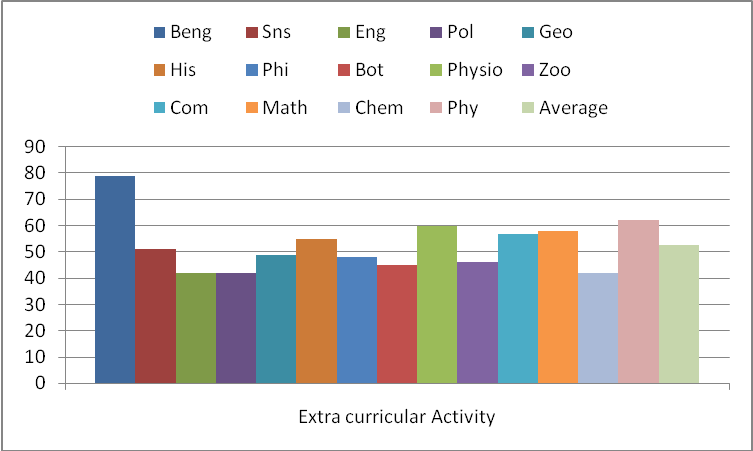 Beng Sns Eng Pol Geo
His Phi Bot Physio Zoo
Com Math Chem Phy Average
90
80
70
60
50
40
30
20
10
0
Extra curricular Activity